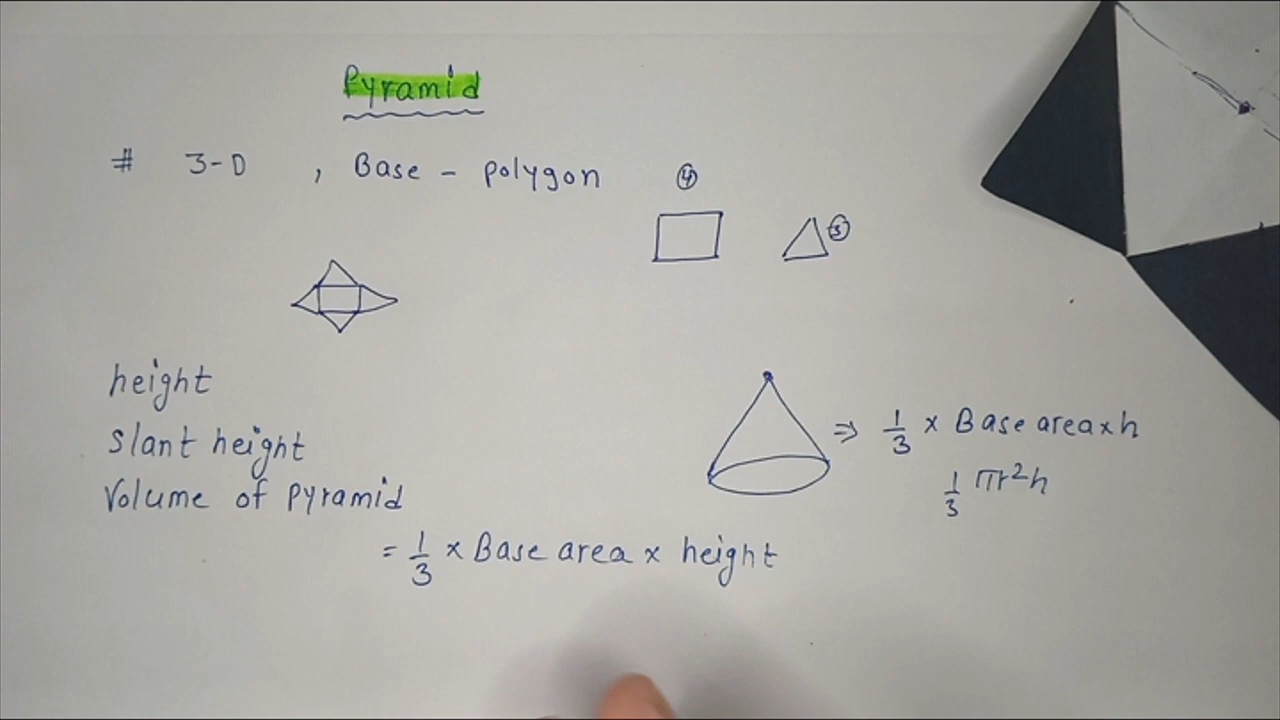 Pyramid
# 3-D , Base - polygon
4
3
height
slant height
Volume of pyramid
= 1/3 x Base area x height
⇒ 1/3 x Base area x h
1/3 πr²h